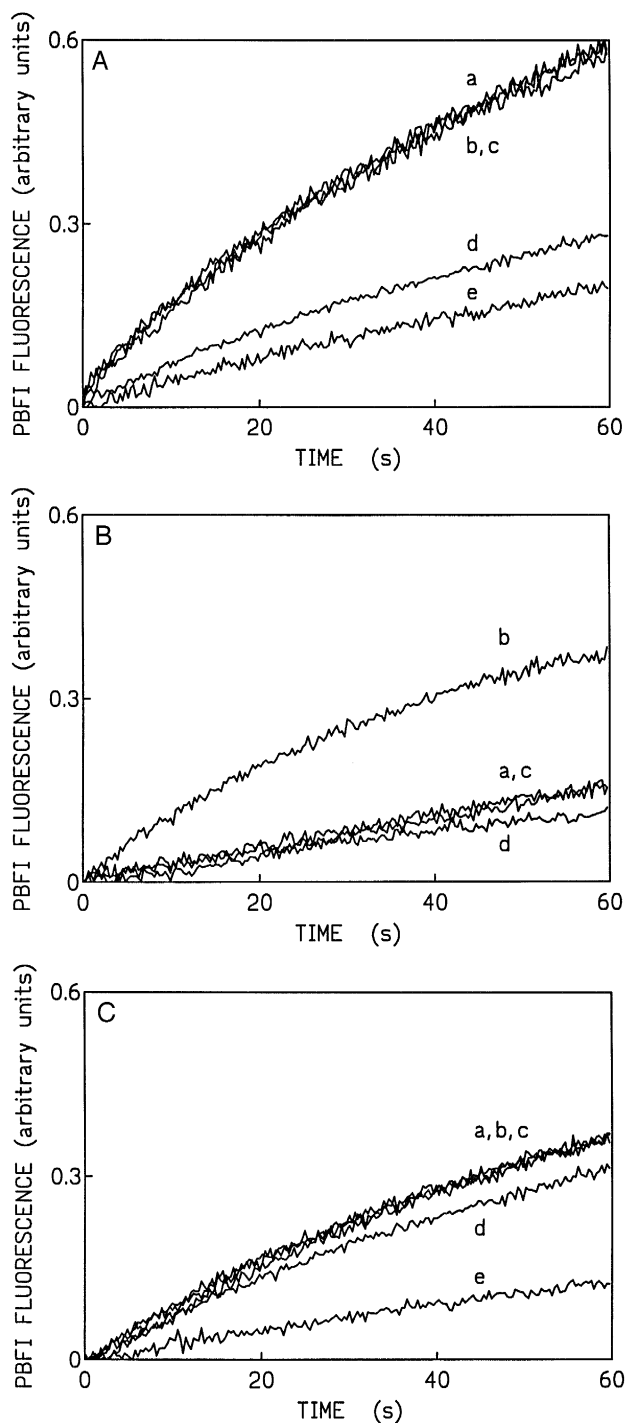 PBFI FLUORESCENCE (arbitrary units)
0.6
0.3
0
A
a
b, c
d
e
0 20 40 60
TIME (s)
PBFI FLUORESCENCE (arbitrary units)
0.6
0.3
0
B
b
a, c
d
0 20 40 60
TIME (s)
PBFI FLUORESCENCE (arbitrary units)
0.6
0.3
0
C
a, b, c
d
e
0 20 40 60
TIME (s)